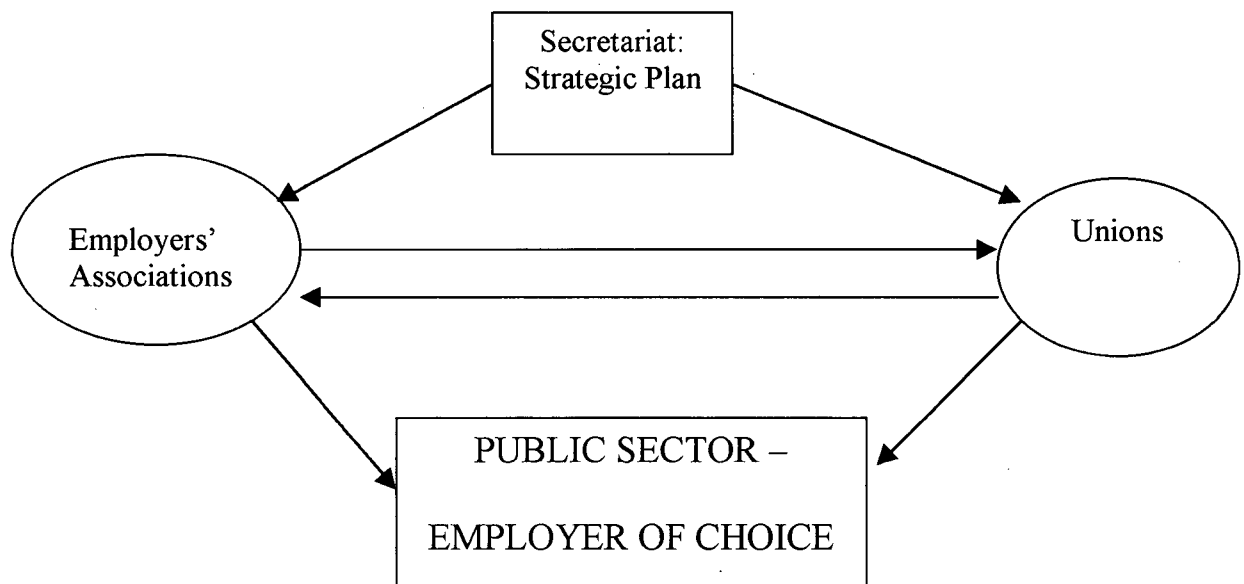 Secretariat:
Strategic Plan
Employers’
Associations
Unions
PUBLIC SECTOR –
EMPLOYER OF CHOICE